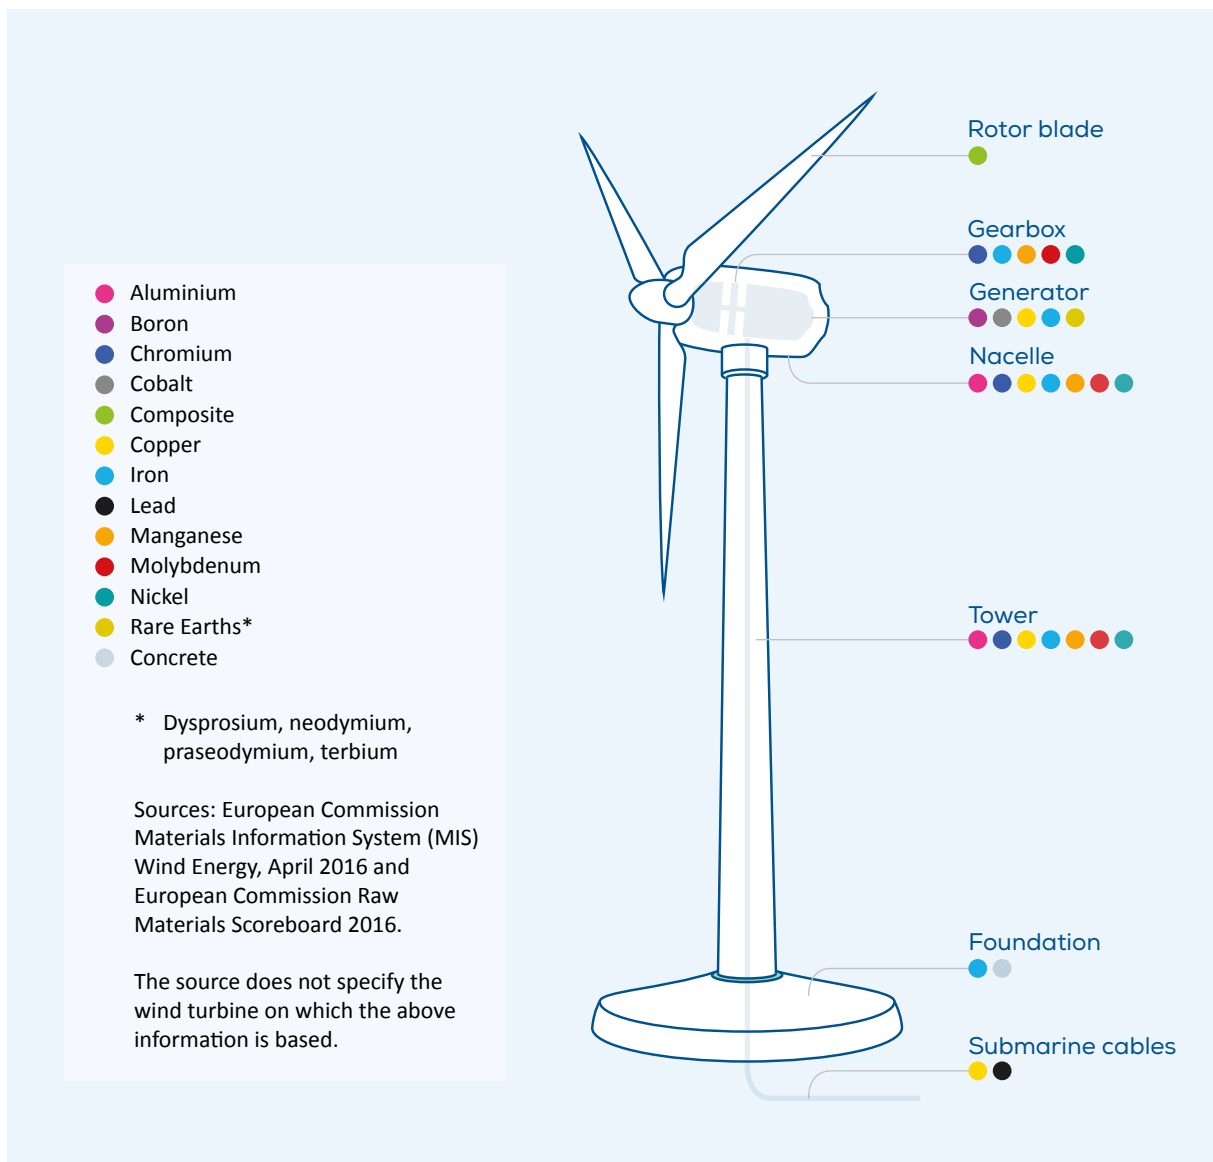 Rotor blade
Gearbox
Generator
Nacelle
Tower
Foundation
Submarine cables
Aluminium
Boron
Chromium
Cobalt
Composite
Copper
Iron
Lead
Manganese
Molybdenum
Nickel
Rare Earths*
Concrete
* Dysprosium, neodymium,
praseodymium, terbium
Sources: European Commission
Materials Information System (MIS)
Wind Energy, April 2016 and
European Commission Raw
Materials Scoreboard 2016.
The source does not specify the
wind turbine on which the above
information is based.